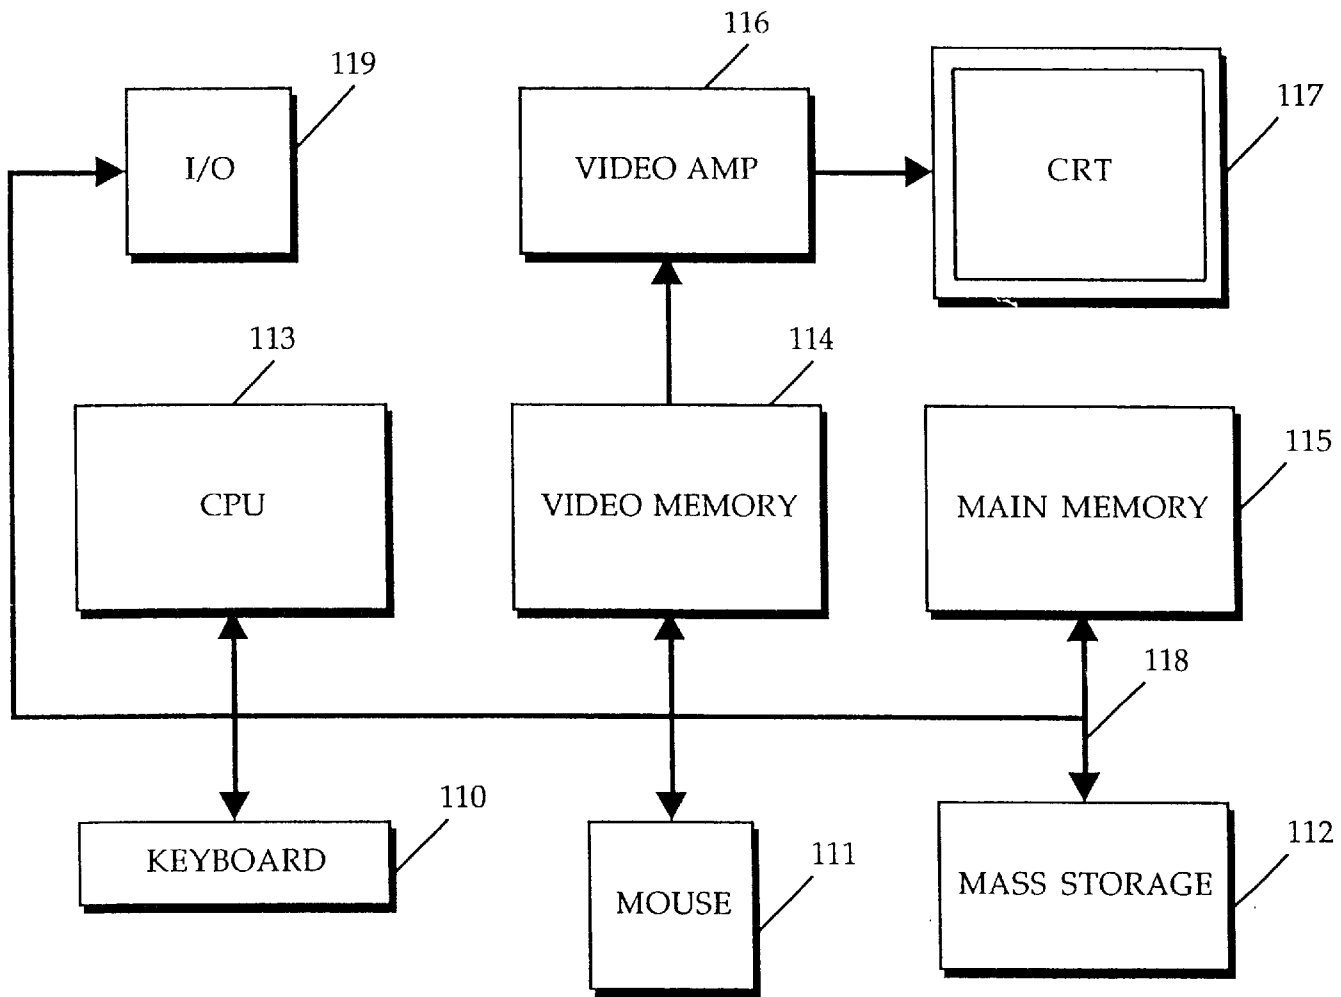 116
119
117
I/O
VIDEO AMP
CRT
113
114
115
CPU
VIDEO MEMORY
MAIN MEMORY
118
110
111
112
KEYBOARD
MOUSE
MASS STORAGE